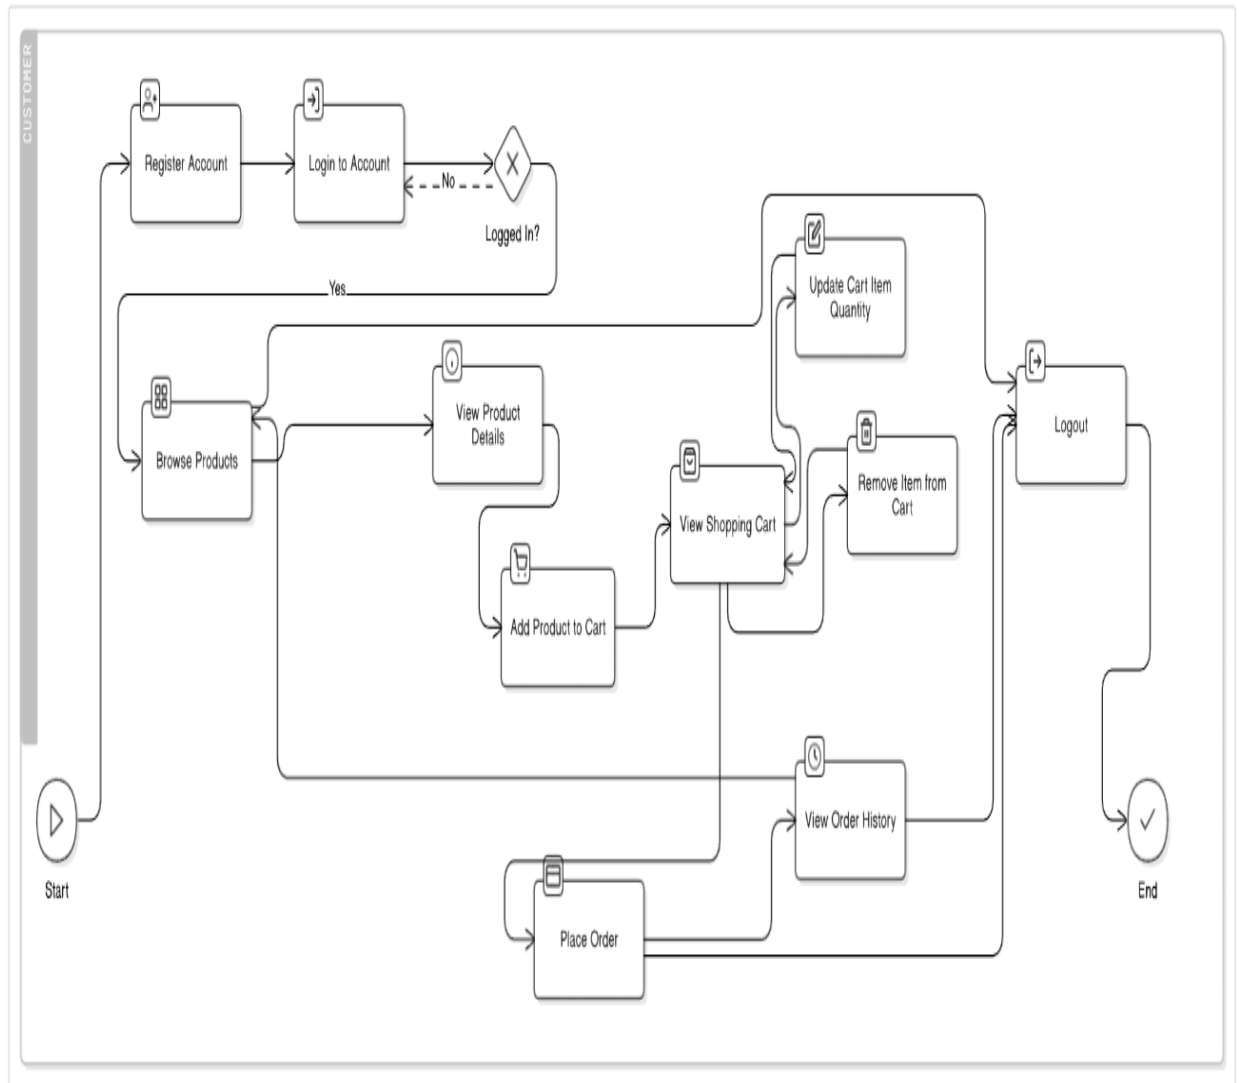 CUSTOMER
Register Account
Login to Account
No
Logged In?
Yes
Update Cart Item
Quantity
View Product
Details
Logout
Browse Products
Remove Item from
Cart
View Shopping Cart
Add Product to Cart
View Order History
Start
End
Place Order